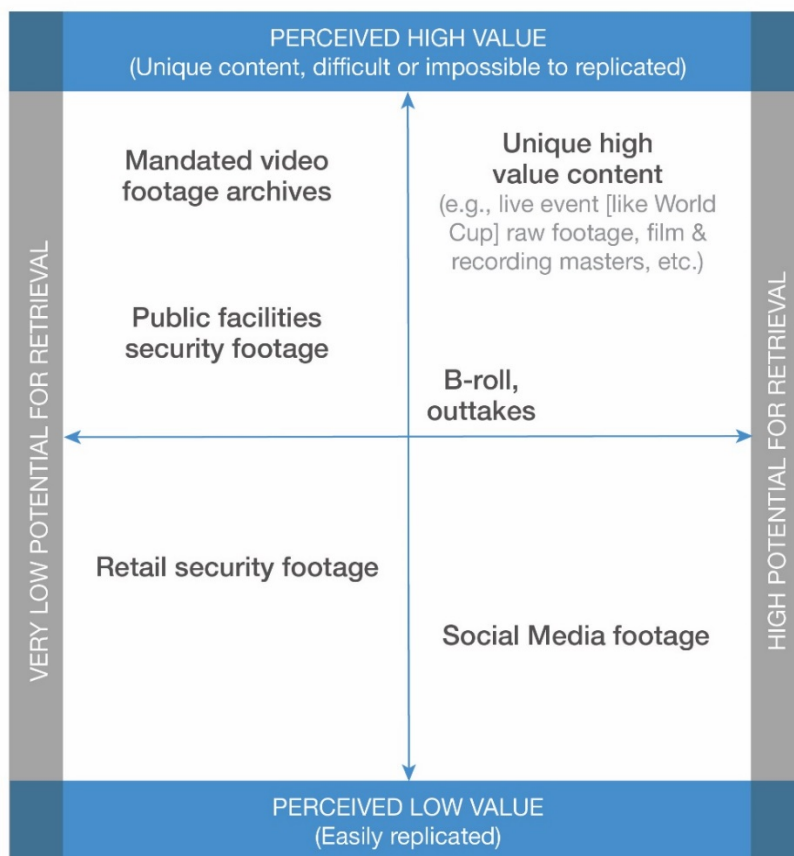 PERCEIVED HIGH VALUE
(Unique content, difficult or impossible to replicated)
Mandated video
footage archives
Unique high
value content
(e.g., live event [like World
Cup] raw footage, film &
recording masters, etc.)
Public facilities
security footage
B-roll,
outtakes
VERY LOW POTENTIAL FOR RETRIEVAL
HIGH POTENTIAL FOR RETRIEVAL
Retail security footage
Social Media footage
PERCEIVED LOW VALUE
(Easily replicated)